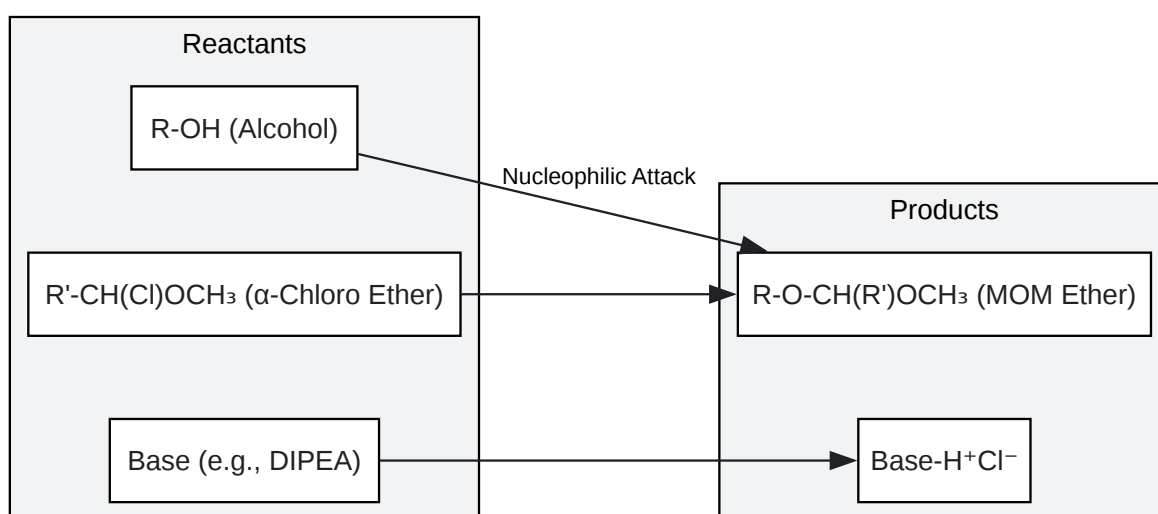 Reactants
R-OH (Alcohol)
Nucleophilic Attack
Products
R'-CH(Cl)OCH₃ (α-Chloro Ether)
R-O-CH(R')OCH₃ (MOM Ether)
Base (e.g., DIPEA)
Base-H⁺Cl⁻